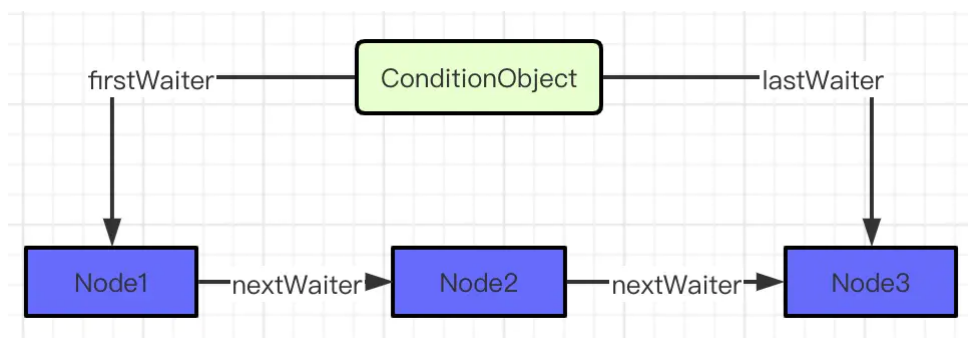 ConditionObject
firstWaiter
lastWaiter
Node1
nextWaiter
Node2
nextWaiter
Node3